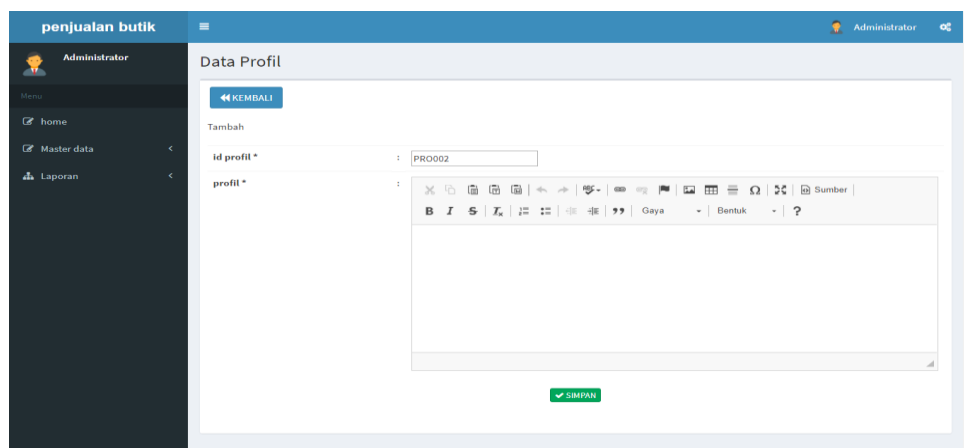 penjualan butik
Administrator
Administrator
Data Profil
Menu
KEMBALI
home
Tambah
Master data
id profil * : PRO002
Laporan
profil * :
Sumber
B I S Tx Gaya Bentuk ?
SIMPAN